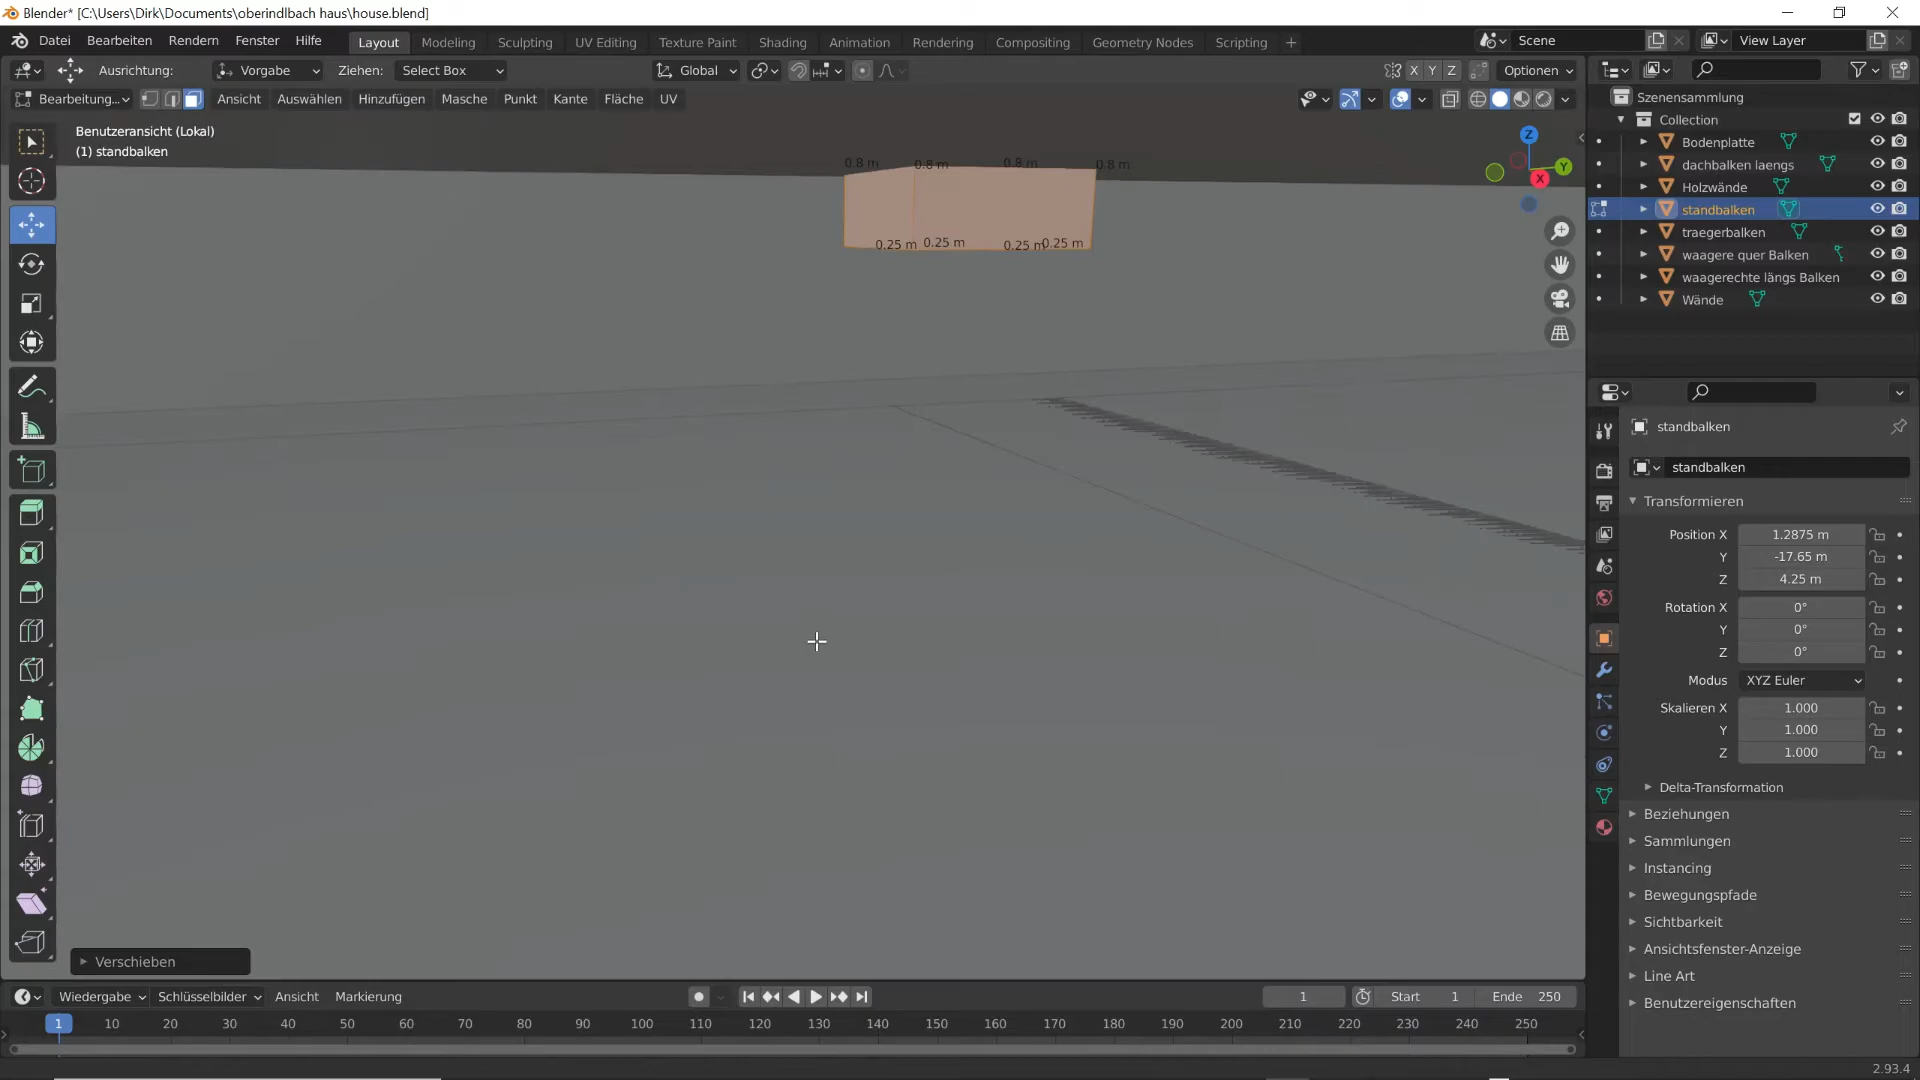 Blender* [C:\Users\Dirk\Documents\oberindlbach haus\house.blend]
Datei Bearbeiten Rendern Fenster Hilfe Layout Modeling Sculpting UV Editing Texture Paint Shading Animation Rendering Compositing Geometry Nodes Scripting + Scene View Layer
Ausrichtung: Vorgabe Ziehen: Select Box Global X Y Z Optionen
Bearbeitung... Ansicht Auswählen Hinzufügen Masche Punkt Kante Fläche UV
Benutzeransicht (Lokal)
(1) standbalken
0.8 m 0.8 m 0.8 m 0.8 m
0.25 m 0.25 m 0.25 m 0.25 m
Z
Y
X
Verschieben
Szenensammlung
Collection
Bodenplatte
dachbalken laengs
Holzwände
standbalken
traegerbalken
waagere quer Balken
waagerechte längs Balken
Wände
standbalken
standbalken
Transformieren
Position X 1.2875 m
Y -17.65 m
Z 4.25 m
Rotation X 0°
Y 0°
Z 0°
Modus XYZ Euler
Skalieren X 1.000
Y 1.000
Z 1.000
Delta-Transformation
Beziehungen
Sammlungen
Instancing
Bewegungspfade
Sichtbarkeit
Ansichtsfenster-Anzeige
Line Art
Benutzereigenschaften
Wiedergabe Schlüsselbilder Ansicht Markierung 1 Start 1 Ende 250
1 10 20 30 40 50 60 70 80 90 100 110 120 130 140 150 160 170 180 190 200 210 220 230 240 250
2.93.4